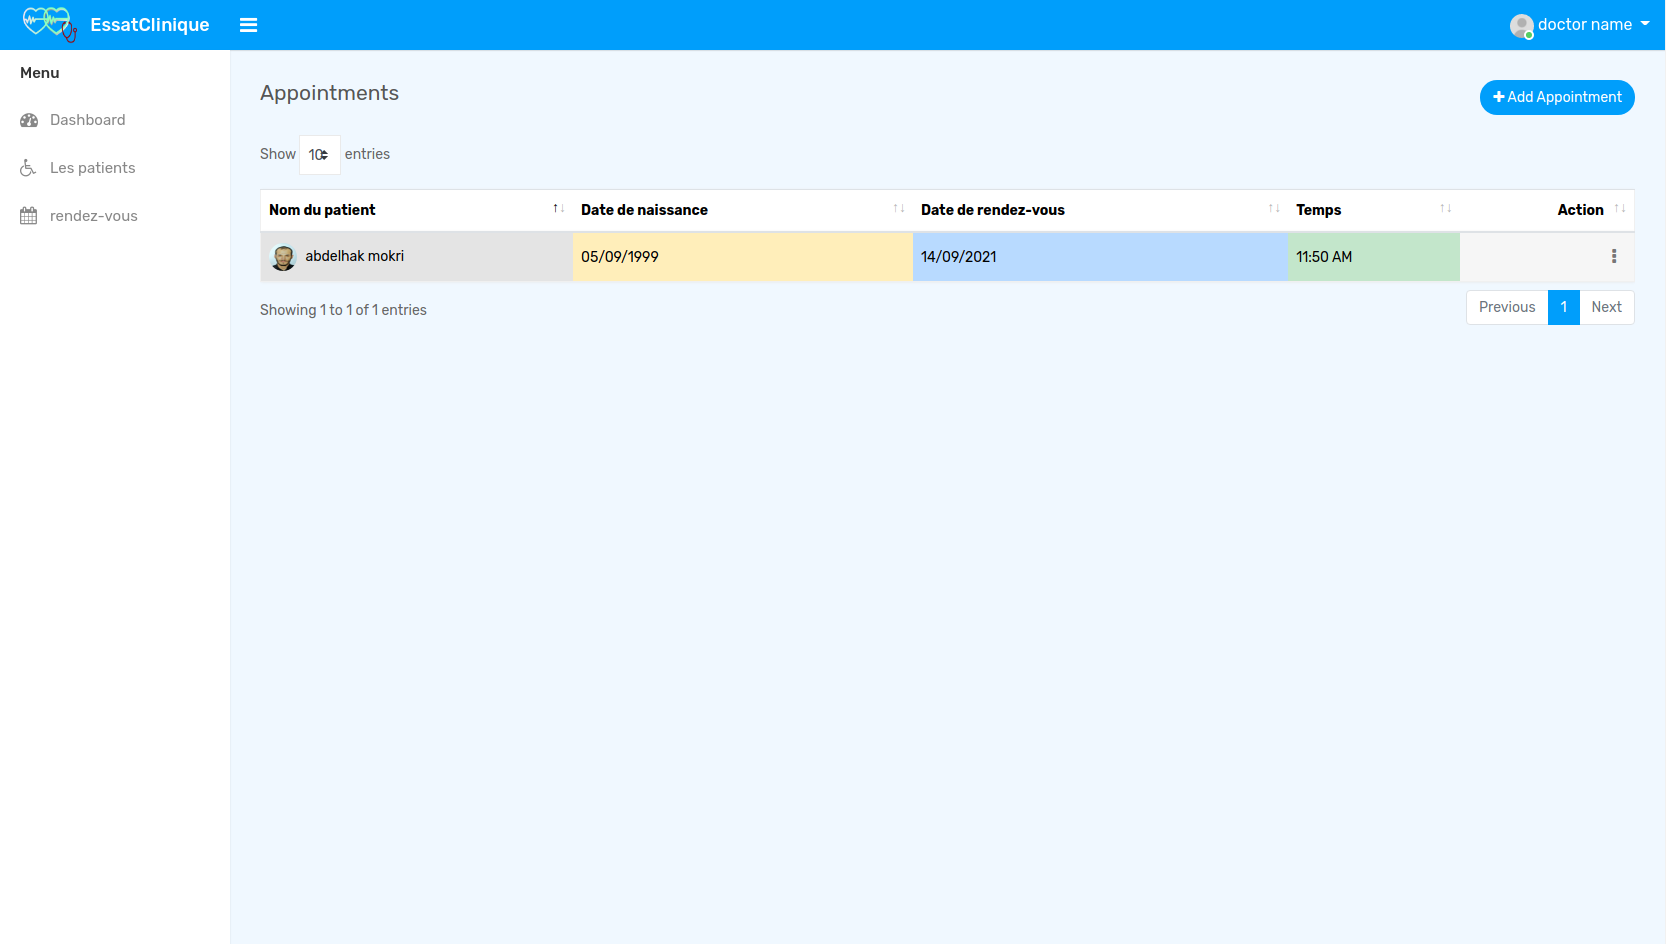 EssatClinique
doctor name
Menu
Dashboard
Les patients
rendez-vous
Appointments
Add Appointment
Show 10 entries
Nom du patient Date de naissance Date de rendez-vous Temps Action
abdelhak mokri 05/09/1999 14/09/2021 11:50 AM
Showing 1 to 1 of 1 entries
Previous 1 Next